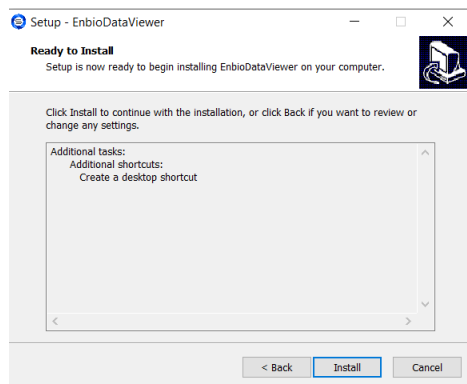 Setup - EnbioDataViewer
Ready to Install
Setup is now ready to begin installing EnbioDataViewer on your computer.
Click Install to continue with the installation, or click Back if you want to review or
change any settings.
Additional tasks:
Additional shortcuts:
Create a desktop shortcut
< Back
Install
Cancel